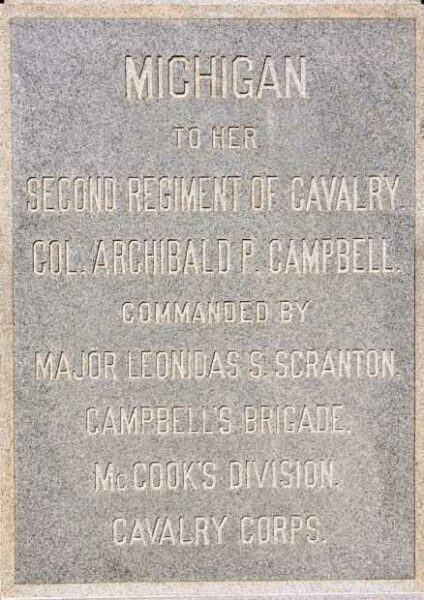 MICHIGAN
TO HER
SECOND REGIMENT OF CAVALRY.
COL. ARCHIBALD P. CAMPBELL.
COMMANDED BY
MAJOR LEONIDAS S. SCRANTON.
CAMPBELL'S BRIGADE.
McCOOK'S DIVISION.
CAVALRY CORPS.